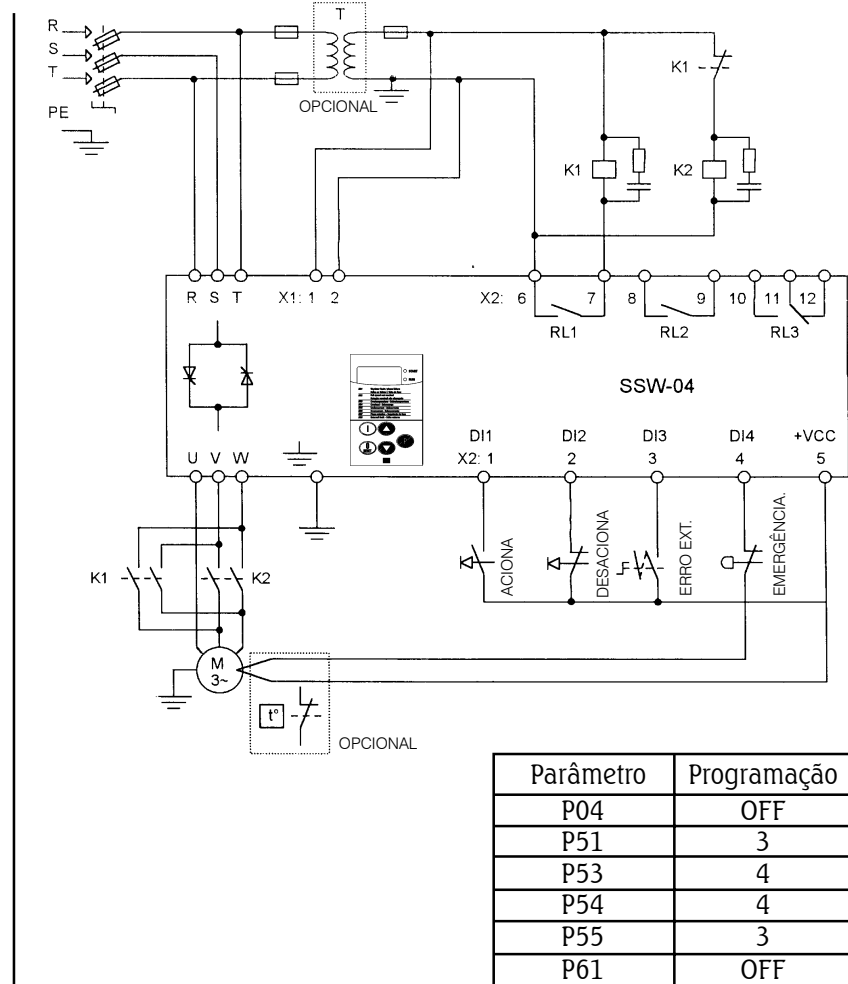 R
S
T
PE
T
OPCIONAL
K1
K1
K2
R S T X1: 1 2 X2: 6 7 8 9 10 11 12
RL1 RL2 RL3
SSW-04
U V W
DI1 DI2 DI3 DI4 +VCC
X2: 1 2 3 4 5
ACIONA
DESACIONA
ERRO EXT.
EMERGÊNCIA.
K1 K2
M
3~
t°
OPCIONAL
Parâmetro Programação
P04 OFF
P51 3
P53 4
P54 4
P55 3
P61 OFF